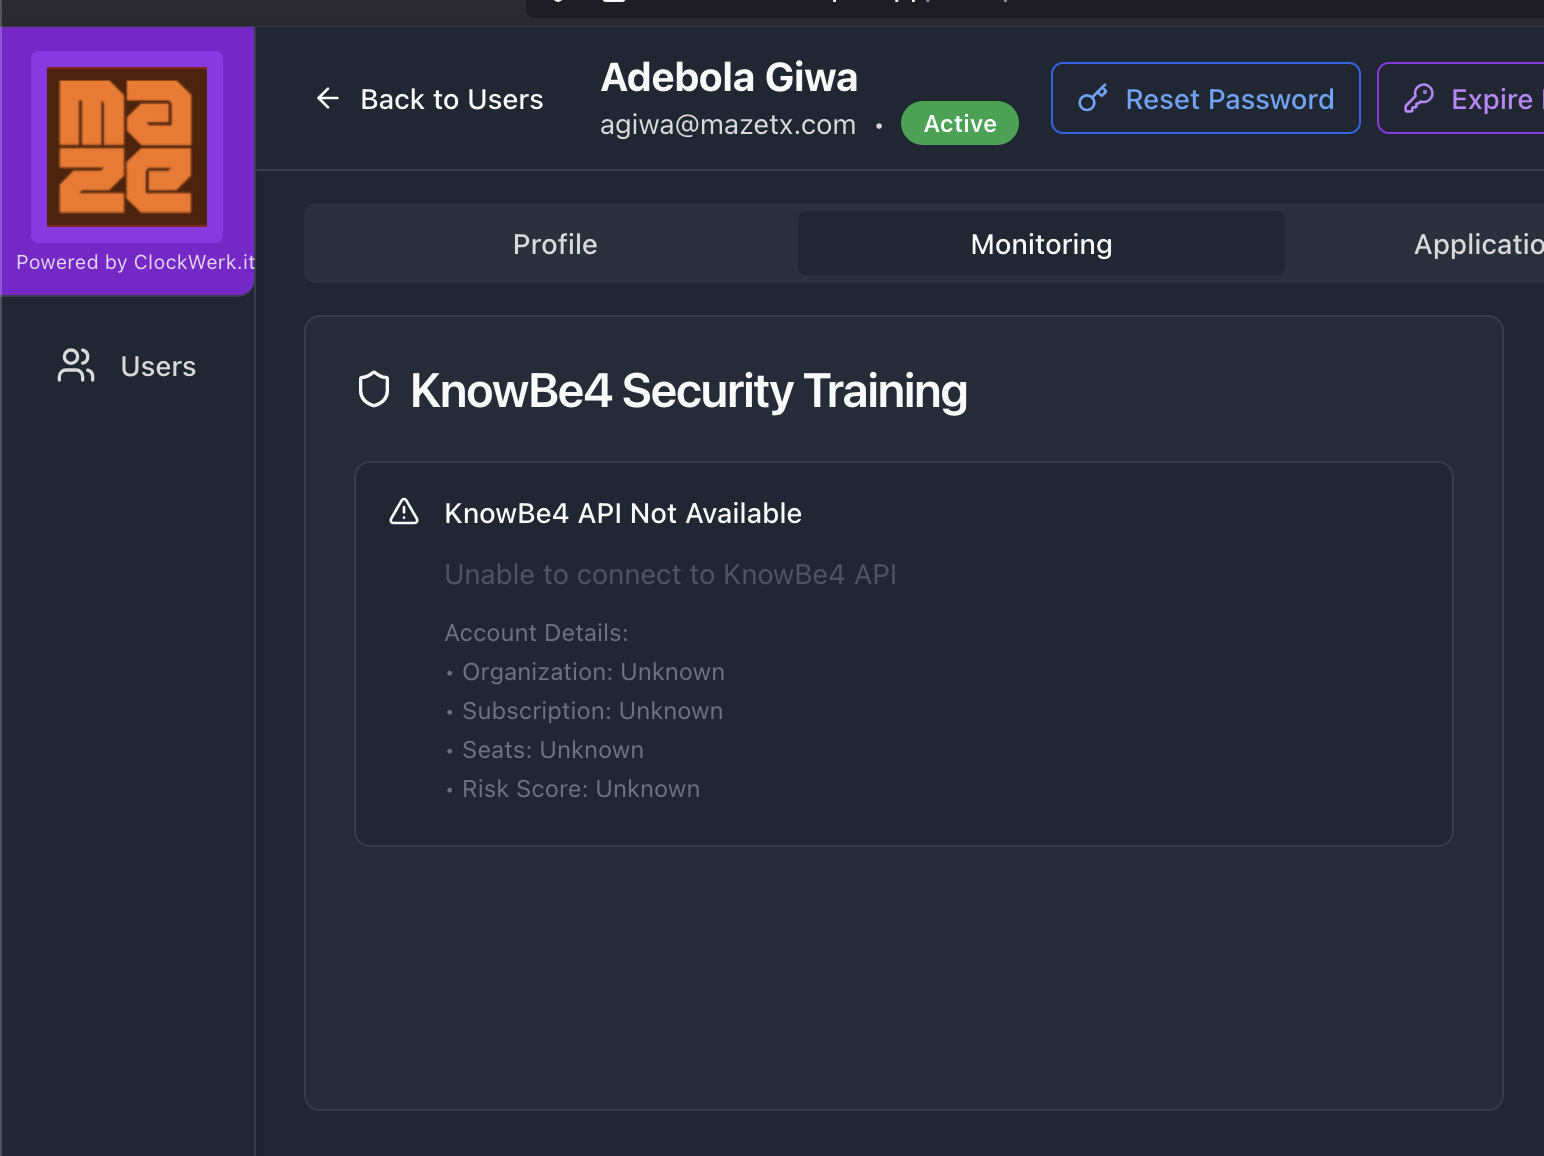 maze
Powered by ClockWerk.it
Users
Back to Users
Adebola Giwa
agiwa@mazetx.com • Active
Reset Password
Expire
Profile
Monitoring
Applicatio
KnowBe4 Security Training
KnowBe4 API Not Available
Unable to connect to KnowBe4 API
Account Details:
• Organization: Unknown
• Subscription: Unknown
• Seats: Unknown
• Risk Score: Unknown